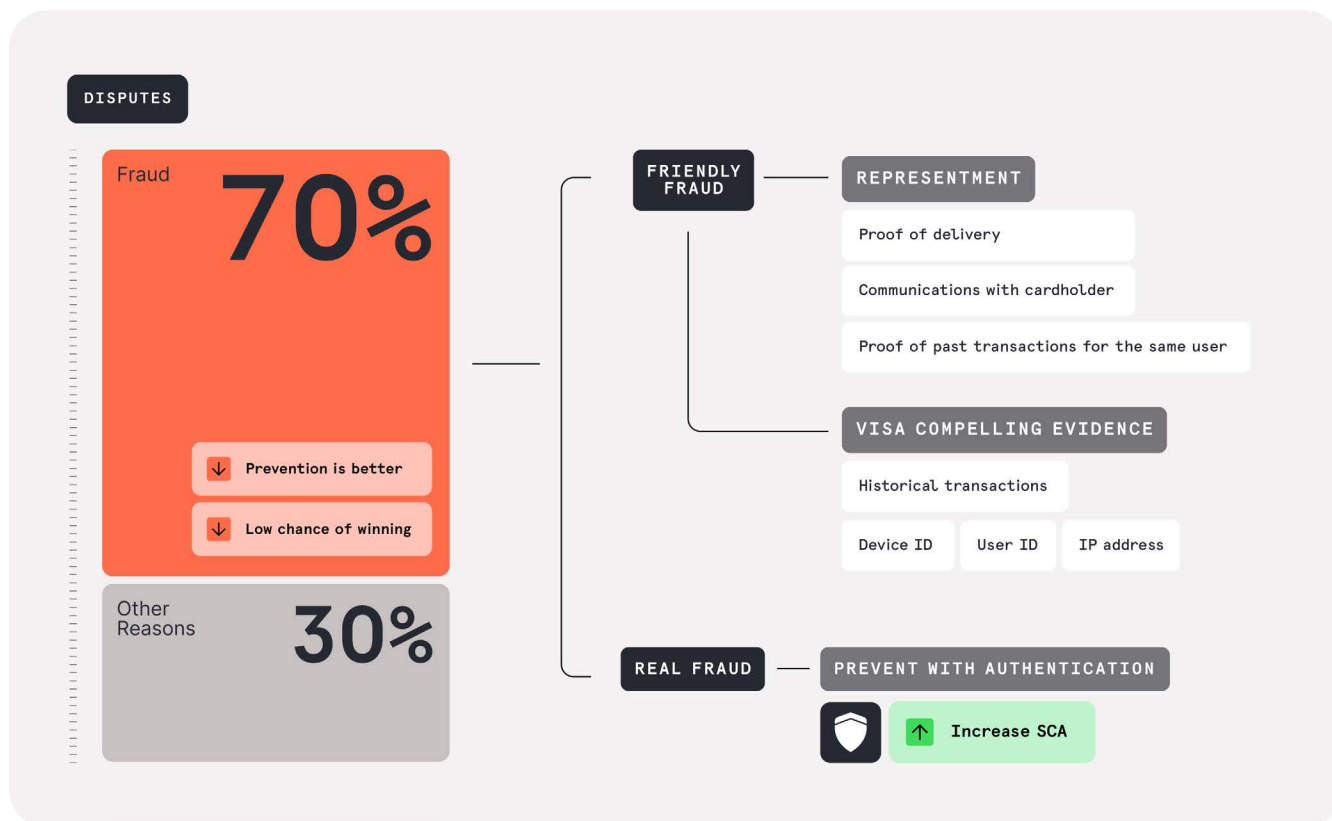 DISPUTES
Fraud
70%
Prevention is better
Low chance of winning
Other
Reasons
30%
FRIENDLY
FRAUD
REPRESENTMENT
Proof of delivery
Communications with cardholder
Proof of past transactions for the same user
VISA COMPELLING EVIDENCE
Historical transactions
Device ID
User ID
IP address
REAL FRAUD
PREVENT WITH AUTHENTICATION
Increase SCA